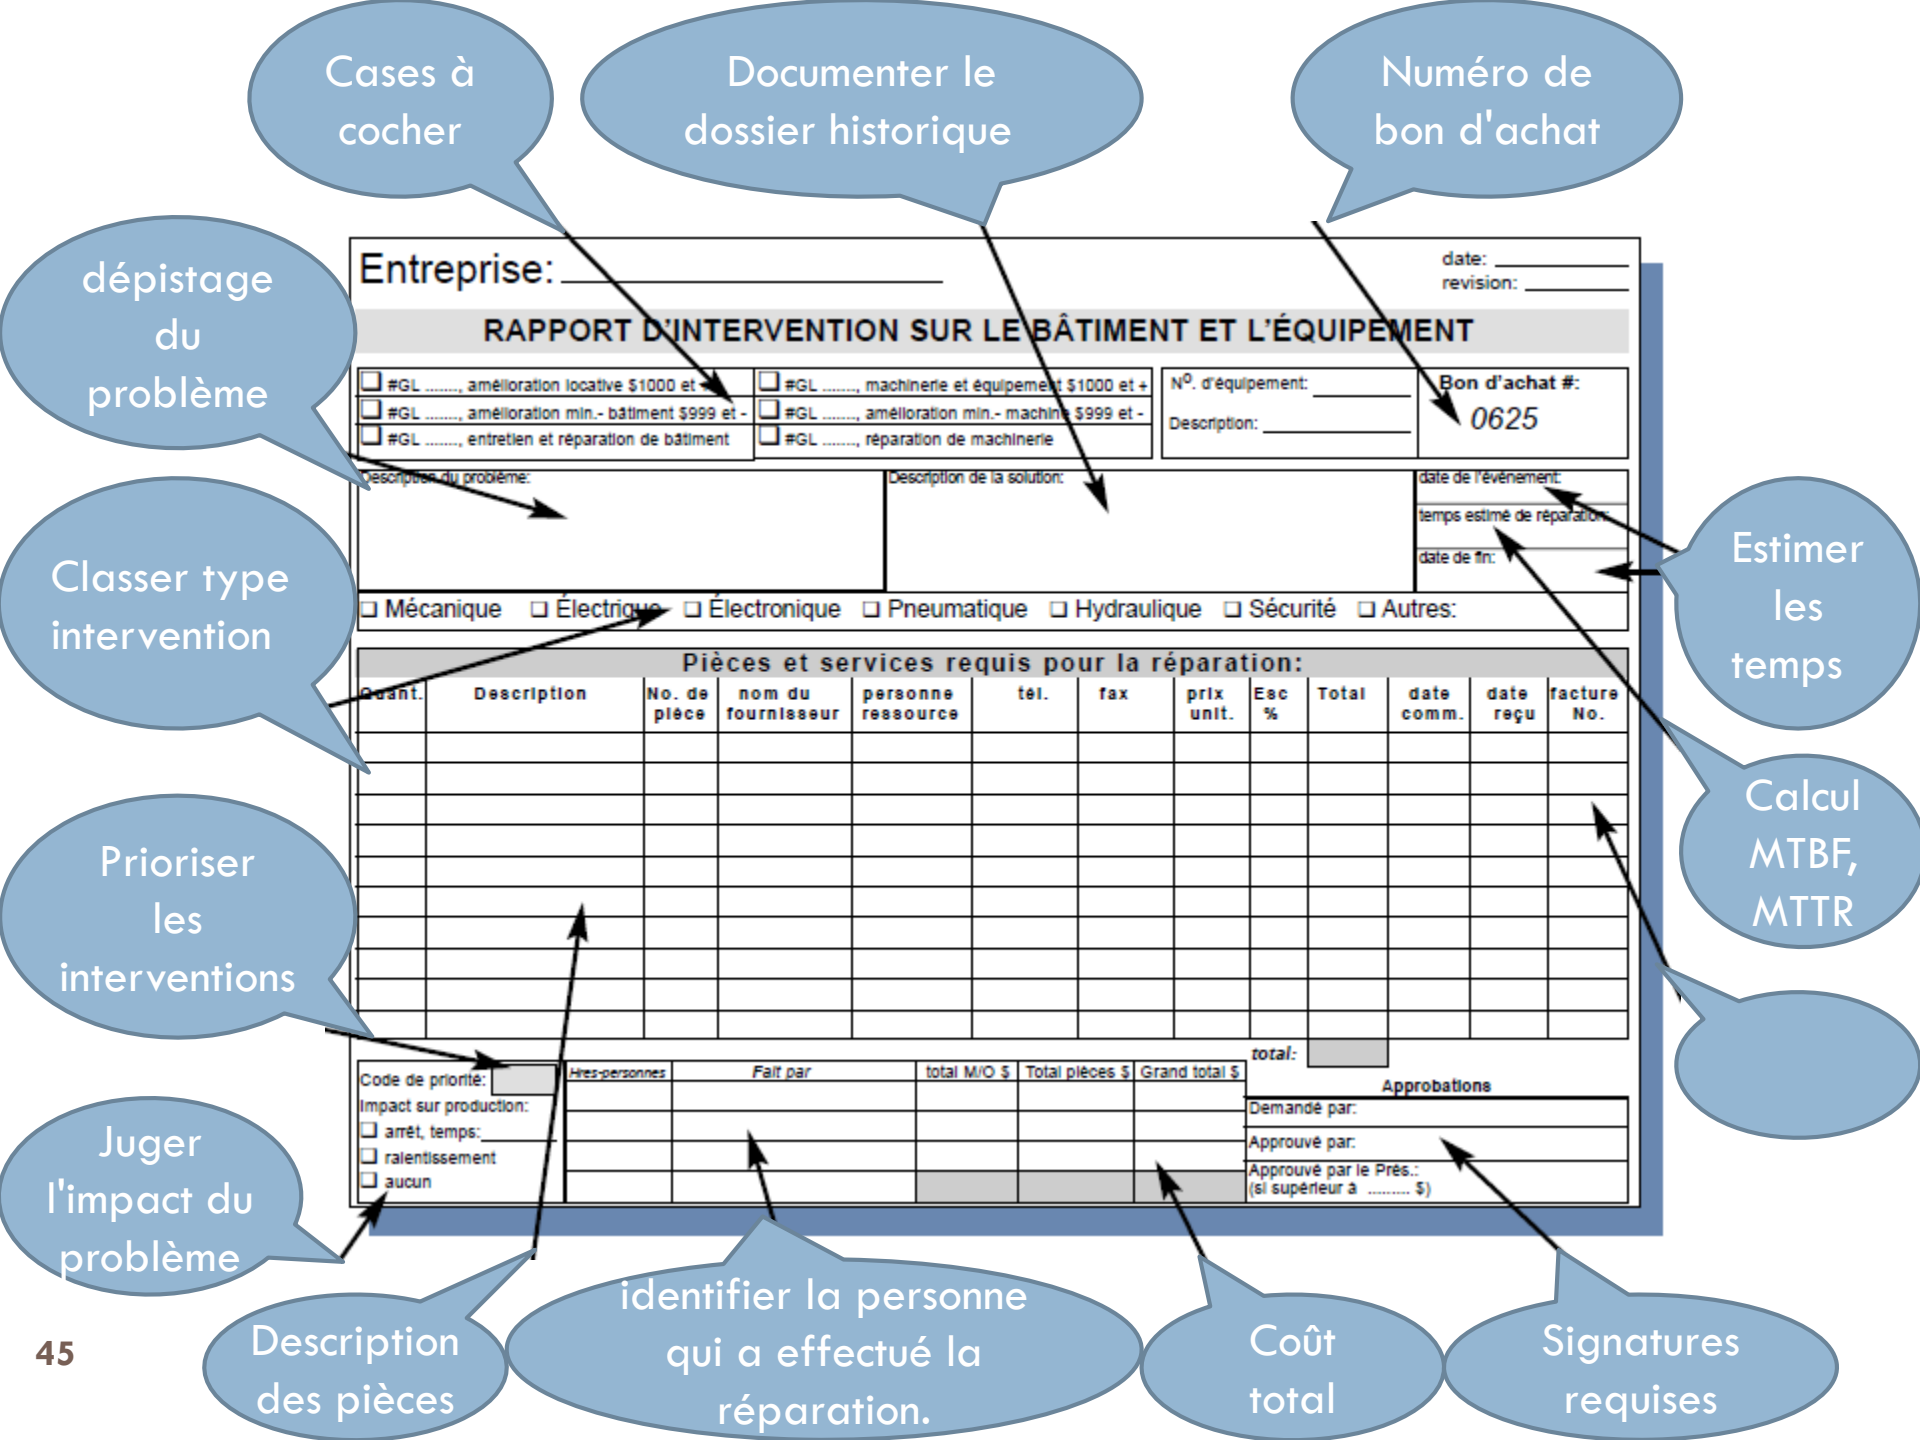 Cases à
cocher
Documenter le
dossier historique
Numéro de
bon d'achat
dépistage
du
problème
Classer type
intervention
Prioriser
les
interventions
Juger
l'impact du
problème
Description
des pièces
identifier la personne
qui a effectué la
réparation.
Coût
total
Signatures
requises
Estimer
les
temps
Calcul
MTBF,
MTTR
Entreprise:
date:
revision:
RAPPORT D'INTERVENTION SUR LE BÂTIMENT ET L'ÉQUIPEMENT
❏ #GL ......., amélioration locative $1000 et
❏ #GL ......., amélioration min.- bâtiment $999 et -
❏ #GL ......., entretien et réparation de bâtiment
❏ #GL ......., machinerie et équipement $1000 et +
❏ #GL ......., amélioration min.- machine $999 et -
❏ #GL ......., réparation de machinerie
Nº. d'équipement:
Description:
Bon d'achat #:
0625
Description du problème:
Description de la solution:
date de l'événement:
temps estimé de réparation:
date de fin:
❏ Mécanique ❏ Électrique ❏ Électronique ❏ Pneumatique ❏ Hydraulique ❏ Sécurité ❏ Autres:
Pièces et services requis pour la réparation:
Quant. Description No. de pièce nom du fournisseur personne ressource tél. fax prix unit. Esc % Total date comm. date reçu facture No.
total:
Code de priorité:
Impact sur production:
❏ arrêt, temps:
❏ ralentissement
❏ aucun
Hres-personnes Fait par total M/O $ Total pièces $ Grand total $
Approbations
Demandé par:
Approuvé par:
Approuvé par le Prés.:
(si supérieur à ......... $)
45